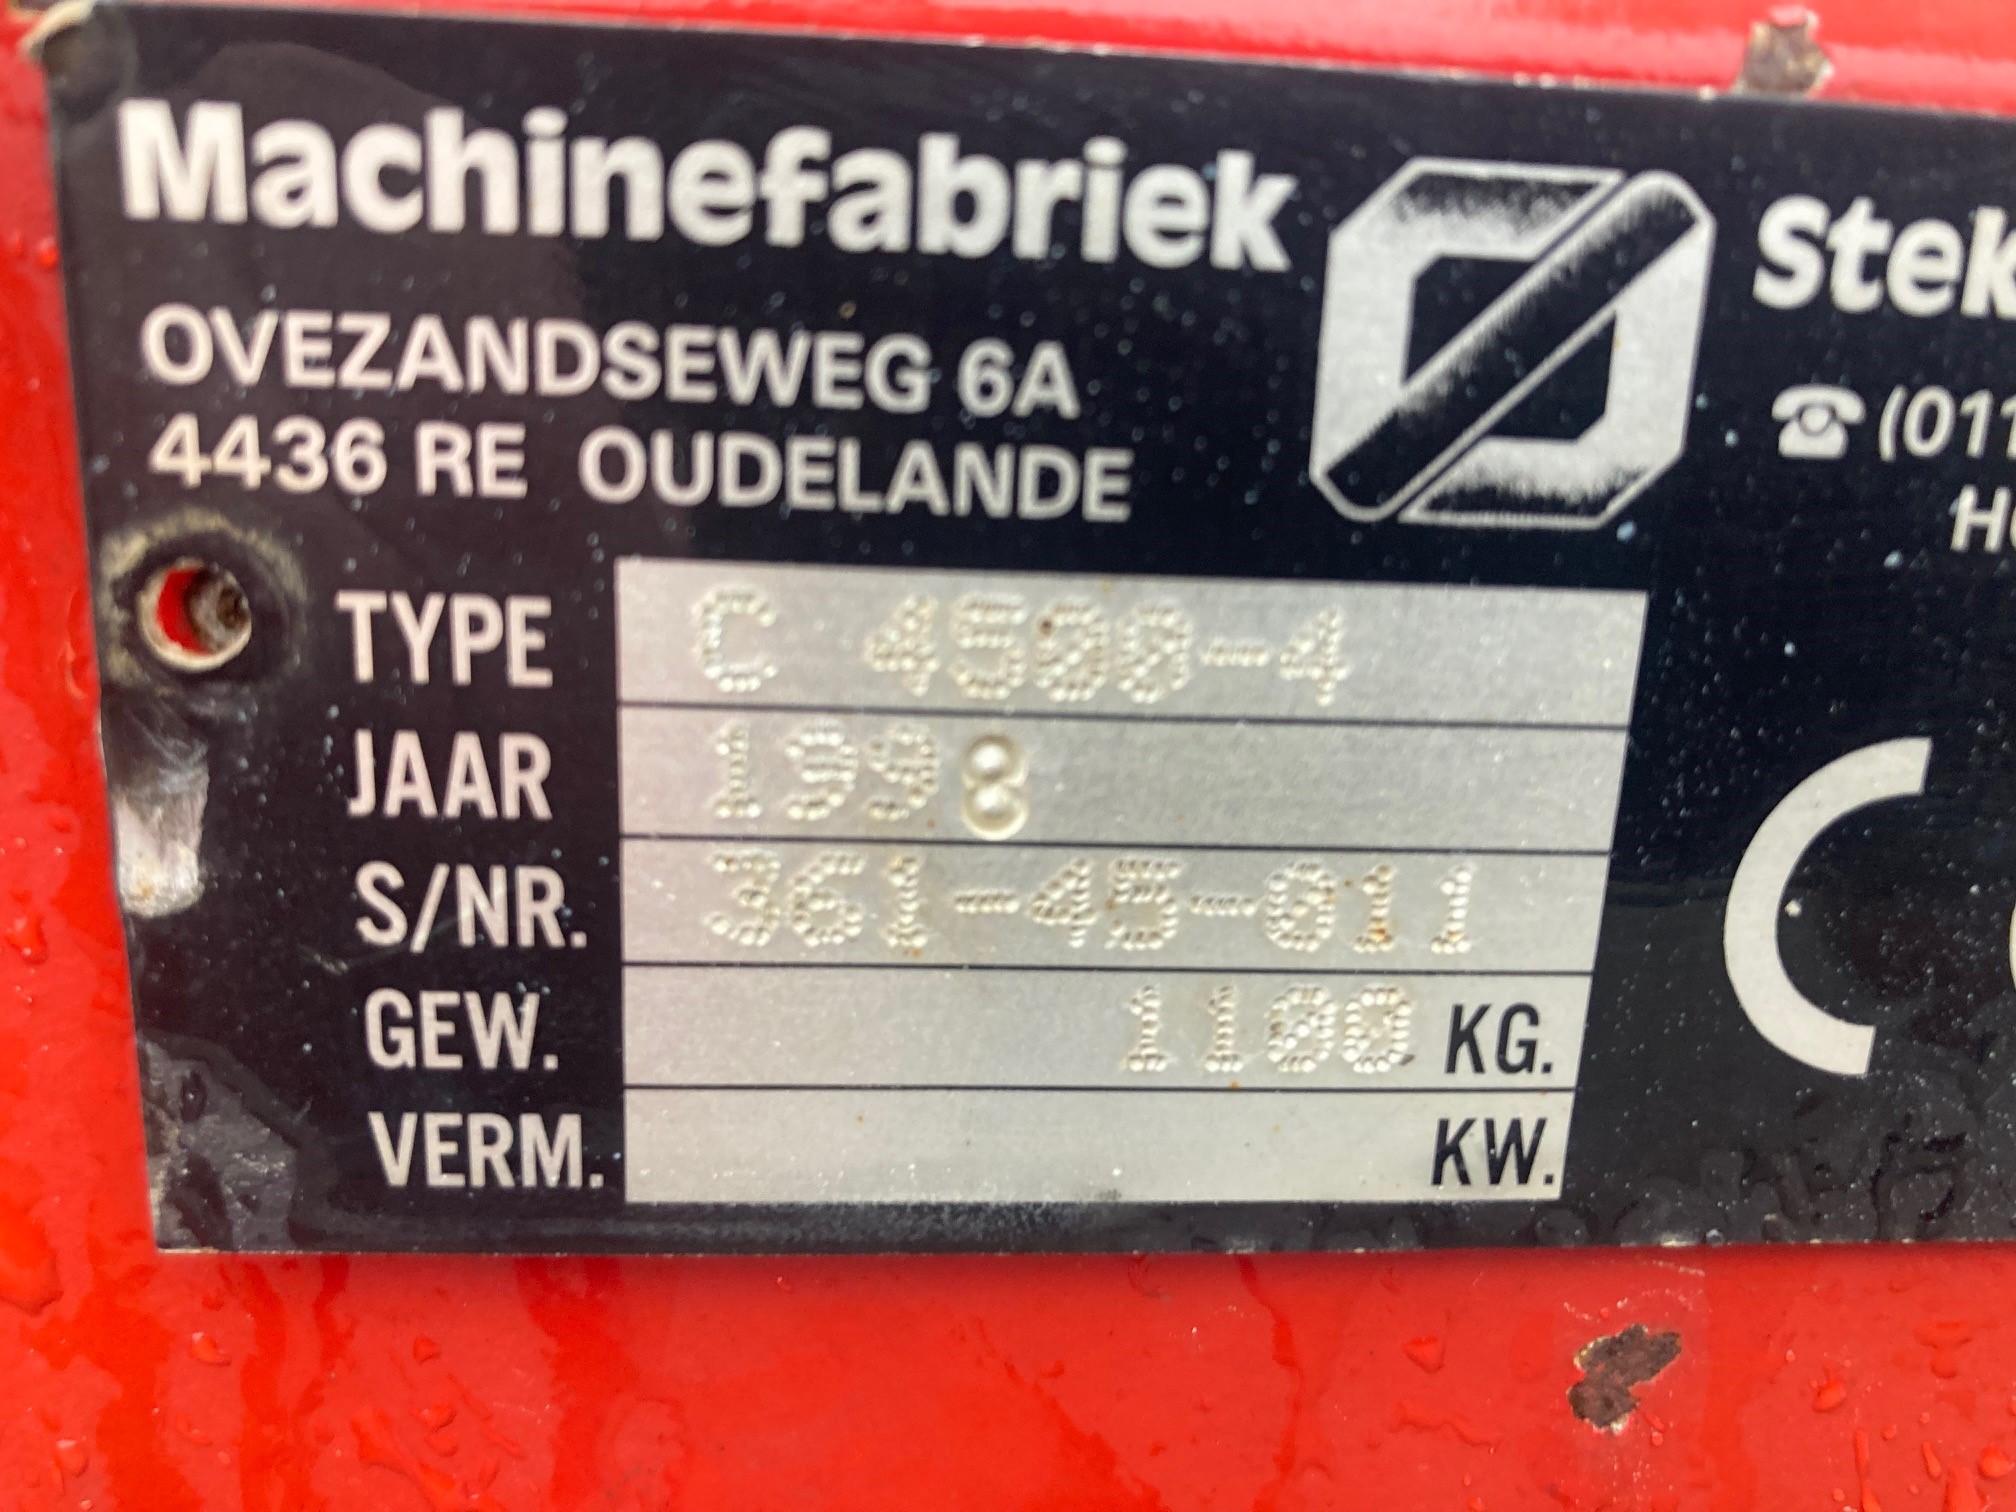 Machinefabriek Stek
OVEZANDSEWEG 6A
4436 RE OUDELANDE
☎ (011
H
TYPE C 4500-4
JAAR 1998
S/NR. 361-45-011
GEW. 1100 KG.
VERM. KW.
CE